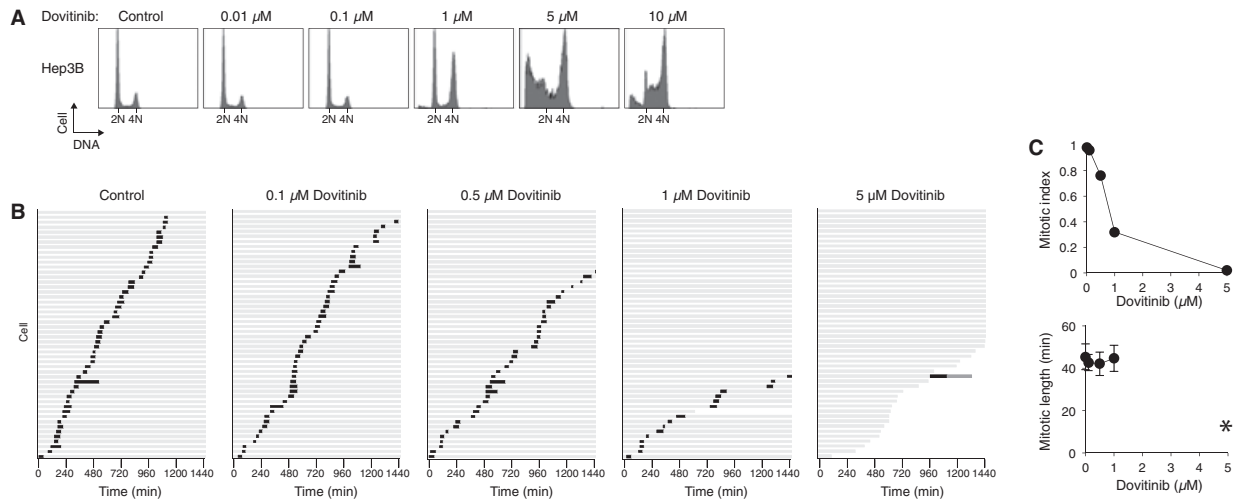 A Dovitinib: Control 0.01 µM 0.1 µM 1 µM 5 µM 10 µM
Hep3B
Cell
DNA
2N 4N 2N 4N 2N 4N 2N 4N 2N 4N 2N 4N
B Control 0.1 µM Dovitinib 0.5 µM Dovitinib 1 µM Dovitinib 5 µM Dovitinib
Cell
0 240 480 720 960 1200 1440 0 240 480 720 960 1200 1440 0 240 480 720 960 1200 1440 0 240 480 720 960 1200 1440 0 240 480 720 960 1200 1440
Time (min) Time (min) Time (min) Time (min) Time (min)
C
Mitotic index
1
0.8
0.6
0.4
0.2
0
0 1 2 3 4 5
Dovitinib (µM)
Mitotic length (min)
60
40
20
0
*
0 1 2 3 4 5
Dovitinib (µM)